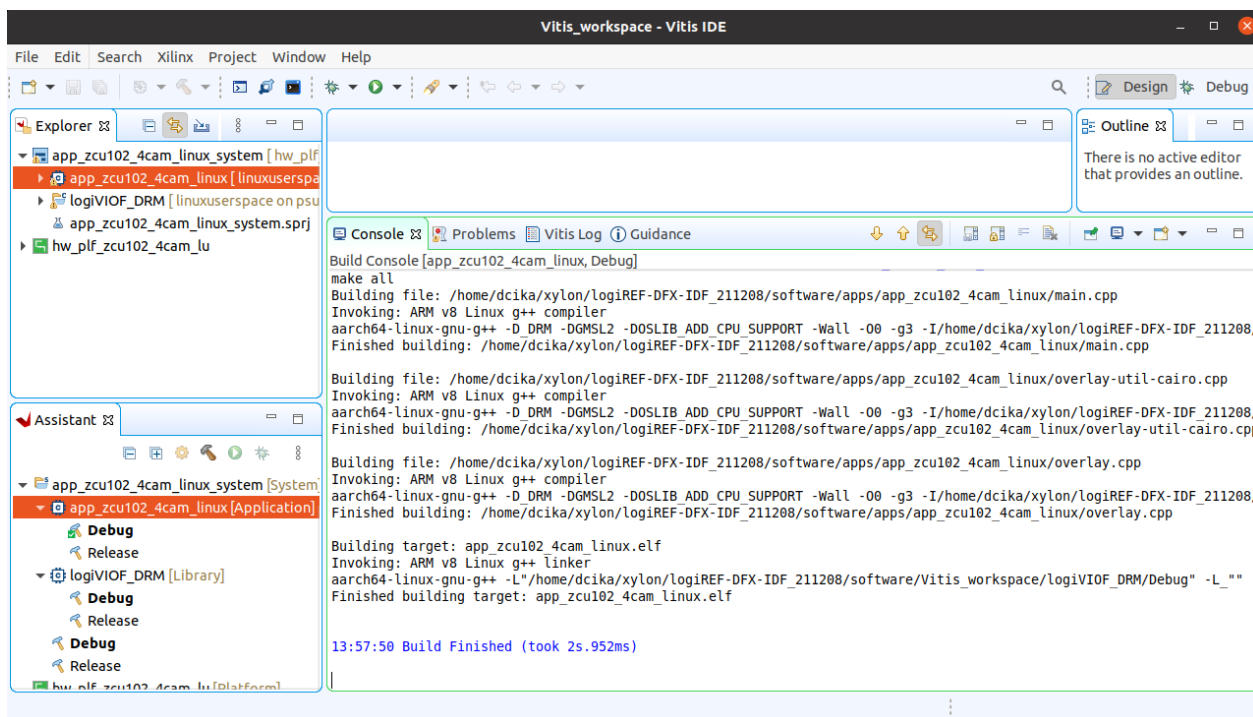 Vitis_workspace - Vitis IDE
File Edit Search Xilinx Project Window Help
Design Debug
Explorer
app_zcu102_4cam_linux_system [ hw_plf
app_zcu102_4cam_linux [ linuxuserspa
logiVIOF_DRM [ linuxuserspace on psu
app_zcu102_4cam_linux_system.sprj
hw_plf_zcu102_4cam_lu
Outline
There is no active editor
that provides an outline.
Console Problems Vitis Log Guidance
Build Console [app_zcu102_4cam_linux, Debug]
make all
Building file: /home/dcika/xylon/logiREF-DFX-IDF_211208/software/apps/app_zcu102_4cam_linux/main.cpp
Invoking: ARM v8 Linux g++ compiler
aarch64-linux-gnu-g++ -D_DRM -DGMSL2 -DOSLIB_ADD_CPU_SUPPORT -Wall -O0 -g3 -I/home/dcika/xylon/logiREF-DFX-IDF_211208/
Finished building: /home/dcika/xylon/logiREF-DFX-IDF_211208/software/apps/app_zcu102_4cam_linux/main.cpp
Building file: /home/dcika/xylon/logiREF-DFX-IDF_211208/software/apps/app_zcu102_4cam_linux/overlay-util-cairo.cpp
Invoking: ARM v8 Linux g++ compiler
aarch64-linux-gnu-g++ -D_DRM -DGMSL2 -DOSLIB_ADD_CPU_SUPPORT -Wall -O0 -g3 -I/home/dcika/xylon/logiREF-DFX-IDF_211208/
Finished building: /home/dcika/xylon/logiREF-DFX-IDF_211208/software/apps/app_zcu102_4cam_linux/overlay-util-cairo.cpp
Building file: /home/dcika/xylon/logiREF-DFX-IDF_211208/software/apps/app_zcu102_4cam_linux/overlay.cpp
Invoking: ARM v8 Linux g++ compiler
aarch64-linux-gnu-g++ -D_DRM -DGMSL2 -DOSLIB_ADD_CPU_SUPPORT -Wall -O0 -g3 -I/home/dcika/xylon/logiREF-DFX-IDF_211208/
Finished building: /home/dcika/xylon/logiREF-DFX-IDF_211208/software/apps/app_zcu102_4cam_linux/overlay.cpp
Building target: app_zcu102_4cam_linux.elf
Invoking: ARM v8 Linux g++ linker
aarch64-linux-gnu-g++ -L"/home/dcika/xylon/logiREF-DFX-IDF_211208/software/Vitis_workspace/logiVIOF_DRM/Debug" -L_""
Finished building target: app_zcu102_4cam_linux.elf
13:57:50 Build Finished (took 2s.952ms)
Assistant
app_zcu102_4cam_linux_system [System]
app_zcu102_4cam_linux [Application]
Debug
Release
logiVIOF_DRM [Library]
Debug
Release
Debug
Release
hw_plf_zcu102_4cam_lu [Platform]